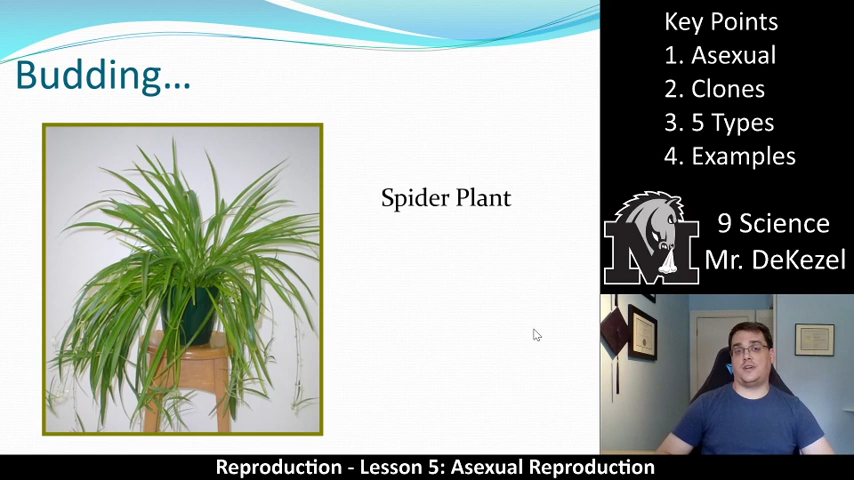 Budding...
Spider Plant
Key Points
1. Asexual
2. Clones
3. 5 Types
4. Examples
M
9 Science
Mr. DeKezel
Reproduction - Lesson 5: Asexual Reproduction